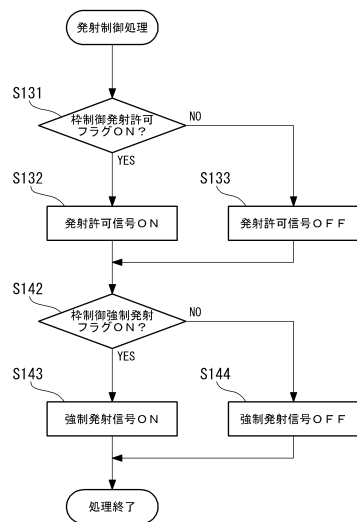 発射制御処理
S131
枠制御発射許可
フラグON?
NO
YES
S132
発射許可信号ON
S133
発射許可信号OFF
S142
枠制御強制発射
フラグON?
NO
YES
S143
強制発射信号ON
S144
強制発射信号OFF
処理終了